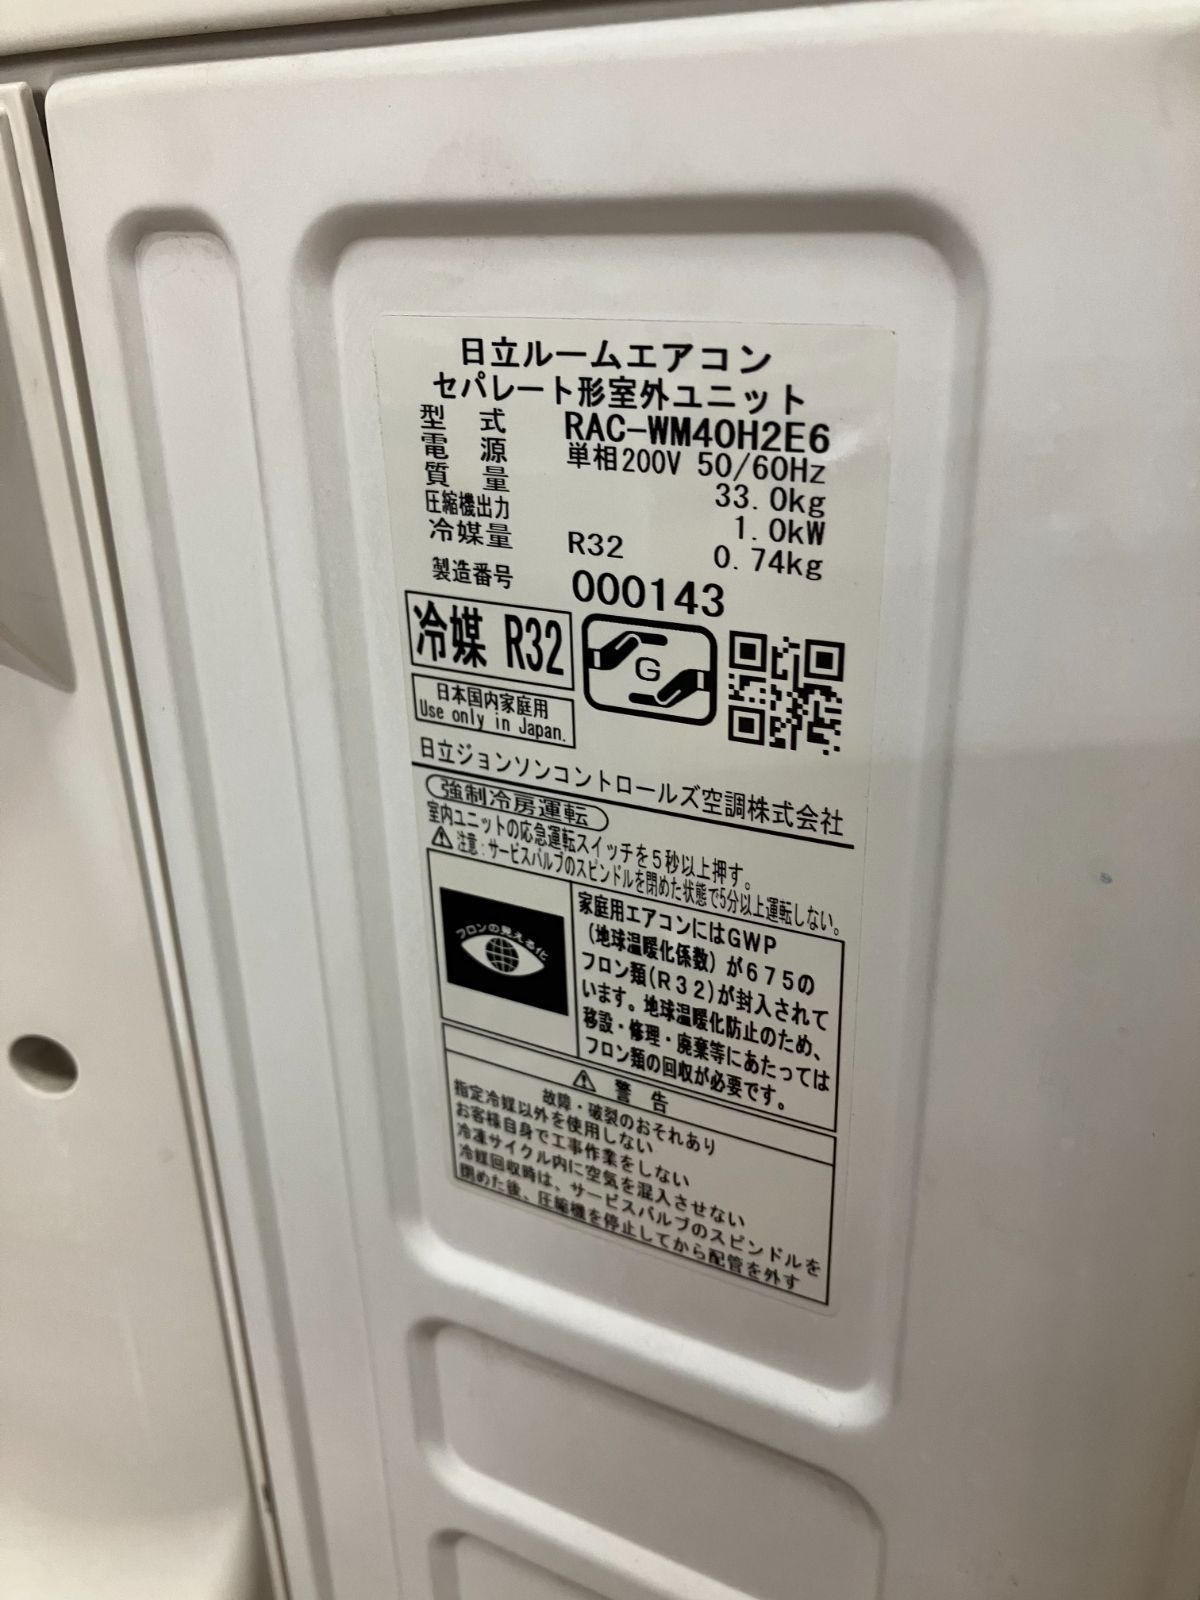 日立ルームエアコン
セパレート形室外ユニット
型 式 RAC-WM40H2E6
電 源 単相200V 50/60Hz
質 量 33.0kg
圧縮機出力 1.0kW
冷媒量 R32 0.74kg
製造番号 000143
冷媒 R32
G
日本国内家庭用
Use only in Japan.
日立ジョンソンコントロールズ空調株式会社
強制冷房運転
室内ユニットの応急運転スイッチを5秒以上押す。
⚠注意:サービスバルブのスピンドルを閉めた状態で5分以上運転しない。
フロンの見える化
家庭用エアコンにはGWP
(地球温暖化係数)が675の
フロン類(R32)が封入されて
います。地球温暖化防止のため、
移設・修理・廃棄等にあたっては
フロン類の回収が必要です。
⚠ 警 告
故障・破裂のおそれあり
指定冷媒以外を使用しない
お客様自身で工事作業をしない
冷凍サイクル内に空気を混入させない
冷媒回収時は、サービスバルブのスピンドルを
閉めた後、圧縮機を停止してから配管を外す